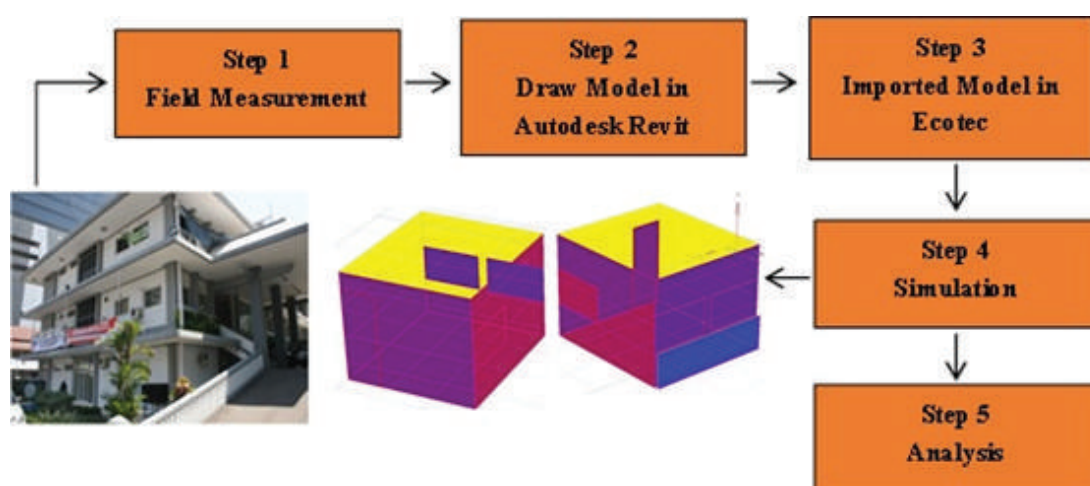 Step 1
Field Measurement
Step 2
Draw Model in
Autodesk Revit
Step 3
Imported Model in
Ecotec
Step 4
Simulation
Step 5
Analysis